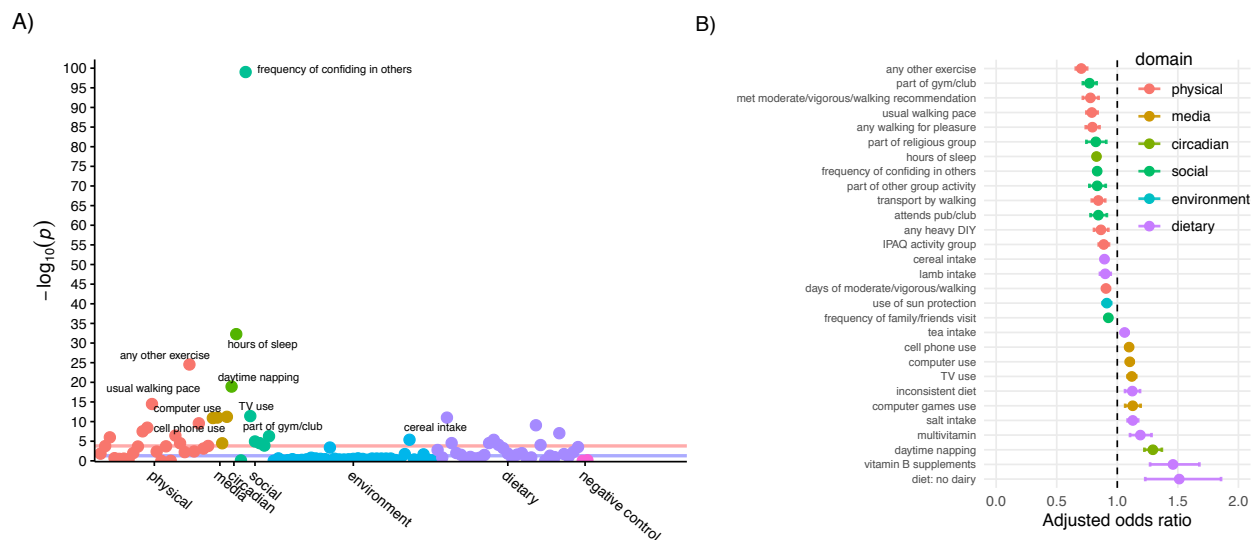 A)
− log10(p)
100
95
90
85
80
75
70
65
60
55
50
45
40
35
30
25
20
15
10
5
0
frequency of confiding in others
hours of sleep
any other exercise
daytime napping
usual walking pace
computer use
TV use
cell phone use
part of gym/club
cereal intake
physical
media
circadian
social
environment
dietary
negative control
B)
any other exercise
part of gym/club
met moderate/vigorous/walking recommendation
usual walking pace
any walking for pleasure
part of religious group
hours of sleep
frequency of confiding in others
part of other group activity
transport by walking
attends pub/club
any heavy DIY
IPAQ activity group
cereal intake
lamb intake
days of moderate/vigorous/walking
use of sun protection
frequency of family/friends visit
tea intake
cell phone use
computer use
TV use
inconsistent diet
computer games use
salt intake
multivitamin
daytime napping
vitamin B supplements
diet: no dairy
0.0 0.5 1.0 1.5 2.0
Adjusted odds ratio
domain
physical
media
circadian
social
environment
dietary